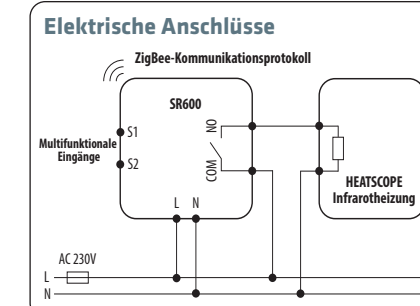 Elektrische Anschlüsse
ZigBee-Kommunikationsprotokoll
SR600
Multifunktionale
Eingänge
S1
S2
NO
COM
L N
HEATSCOPE
Infrarotheizung
AC 230V
L
N